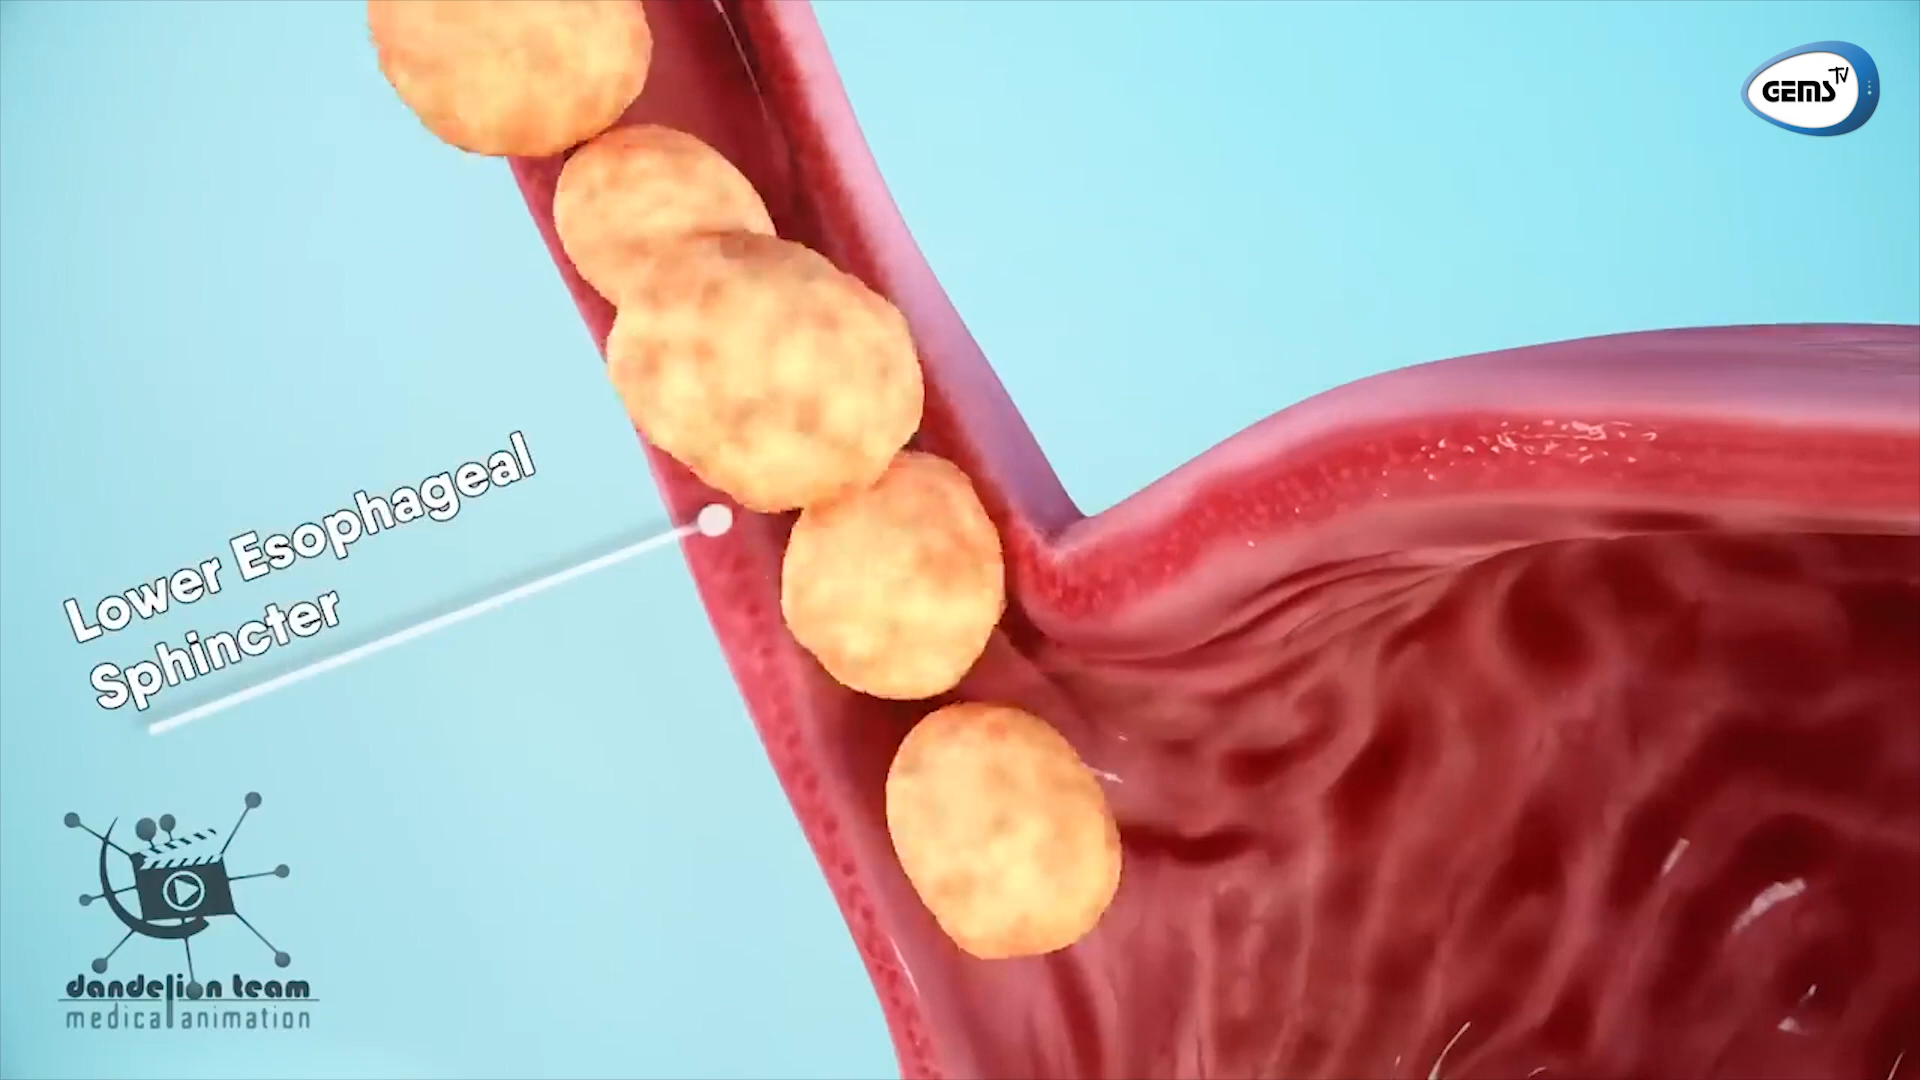 GEMS TV
Lower Esophageal
Sphincter
dandelion team
medical animation